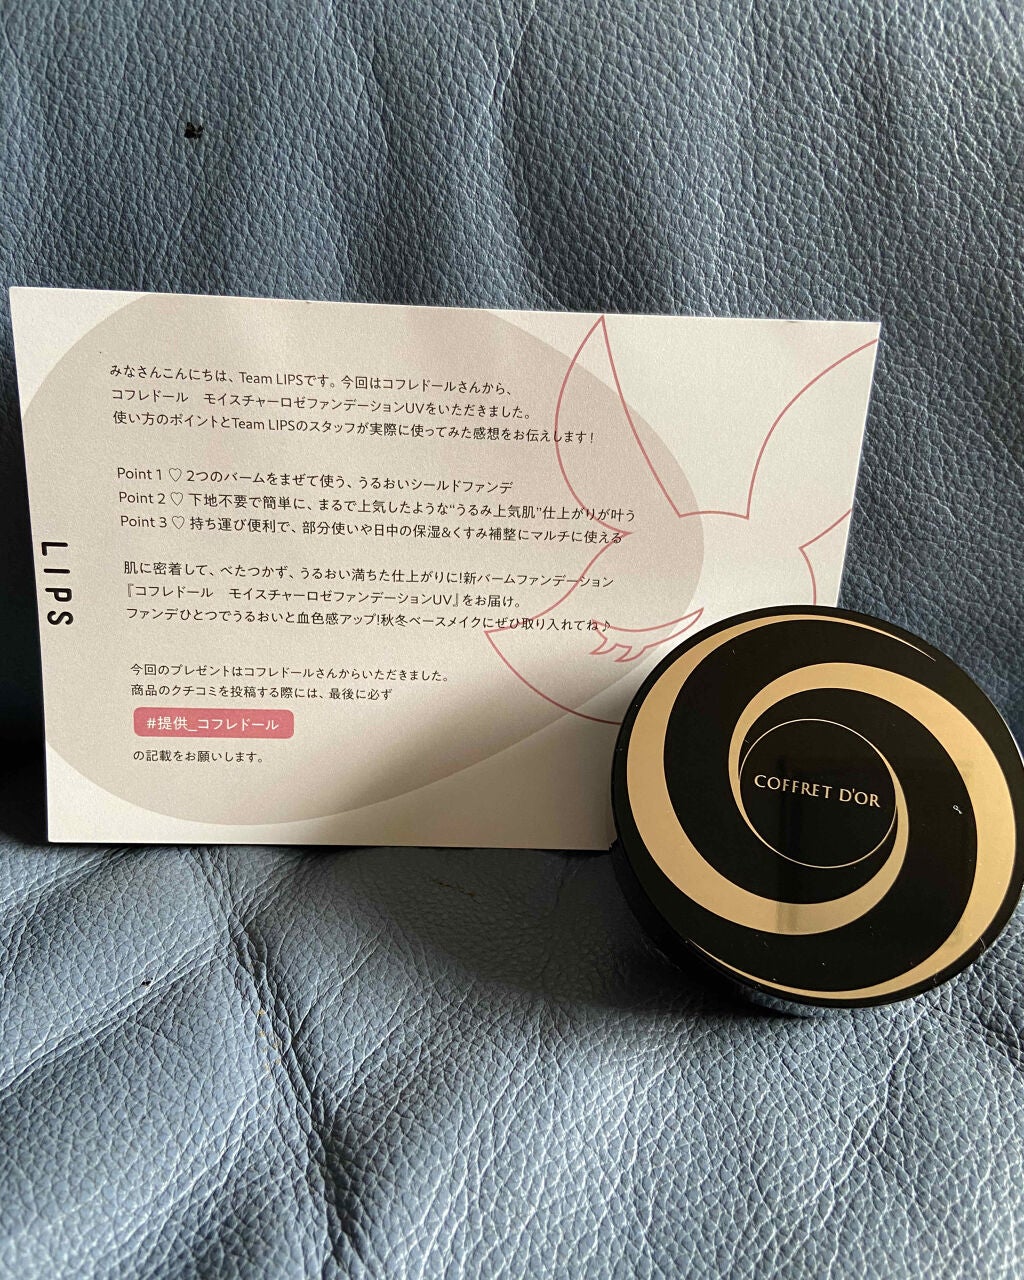 みなさんこんにちは、Team LIPSです。今回はコフレドールさんから、
コフレドール　モイスチャーロゼファンデーションUVをいただきました。
使い方のポイントとTeam LIPSのスタッフが実際に使ってみた感想をお伝えします！
Point 1 ♡ 2つのバームをまぜて使う、うるおいシールドファンデ
Point 2 ♡ 下地不要で簡単に、まるで上気したような“うるみ上気肌”仕上がりが叶う
Point 3 ♡ 持ち運び便利で、部分使いや日中の保湿&くすみ補整にマルチに使える
LIPS
肌に密着して、べたつかず、うるおい満ちた仕上がりに!新バームファンデーション
『コフレドール　モイスチャーロゼファンデーションUV』をお届け。
ファンデひとつでうるおいと血色感アップ!秋冬ベースメイクにぜひ取り入れてね♪
今回のプレゼントはコフレドールさんからいただきました。
商品のクチコミを投稿する際には、最後に必ず
#提供_コフレドール
の記載をお願いします。
COFFRET D'OR